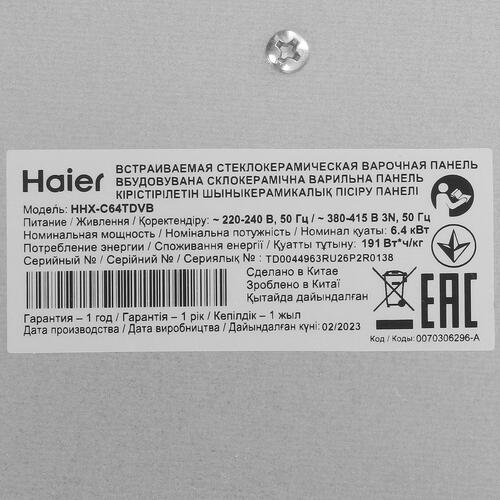 Haier
ВСТРАИВАЕМАЯ СТЕКЛОКЕРАМИЧЕСКАЯ ВАРОЧНАЯ ПАНЕЛЬ
ВБУДОВУВАНА СКЛОКЕРАМІЧНА ВАРИЛЬНА ПАНЕЛЬ
КІРІСТІРІЛЕТІН ШЫНЫКЕРАМИКАЛЫҚ ПІСІРУ ПАНЕЛІ
Модель: HHX-C64TDVB
Питание / Живлення / Қоректендіру: ~ 220-240 В, 50 Гц / ~ 380-415 В 3N, 50 Гц
Номинальная мощность / Номінальна потужність / Номинал қуаты: 6.4 кВт
Потребление энергии / Споживання енергії / Қуатты тұтыну: 191 Вт*ч/кг
Серийный № / Серійний № / Сериялық № : TD0044963RU26P2R0138
Сделано в Китае
Зроблено в Китаї
Қытайда дайындалған
EAC
Гарантия – 1 год / Гарантія – 1 рік / Кепілдік – 1 жыл
Дата производства / Дата виробництва / Дайындалған күні: 02/2023
Код / Коды: 0070306296-A